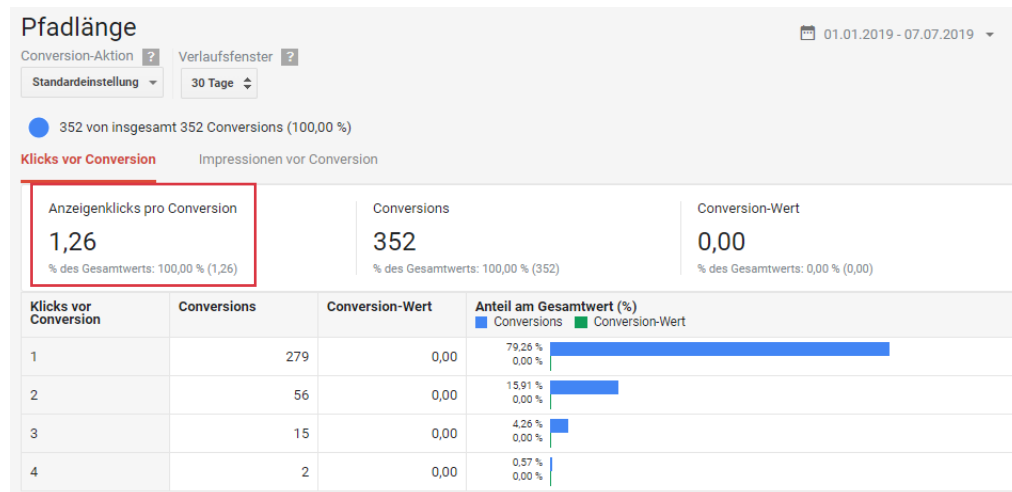 Pfadlänge
01.01.2019 - 07.07.2019
Conversion-Aktion ? Verlaufsfenster ?
Standardeinstellung 30 Tage
352 von insgesamt 352 Conversions (100,00 %)
Klicks vor Conversion Impressionen vor Conversion
Anzeigenklicks pro Conversion Conversions Conversion-Wert
1,26 352 0,00
% des Gesamtwerts: 100,00 % (1,26) % des Gesamtwerts: 100,00 % (352) % des Gesamtwerts: 0,00 % (0,00)
Klicks vor Conversion Conversions Conversion-Wert Anteil am Gesamtwert (%)
Conversions Conversion-Wert
1 279 0,00 79,26 %
0,00 %
2 56 0,00 15,91 %
0,00 %
3 15 0,00 4,26 %
0,00 %
4 2 0,00 0,57 %
0,00 %